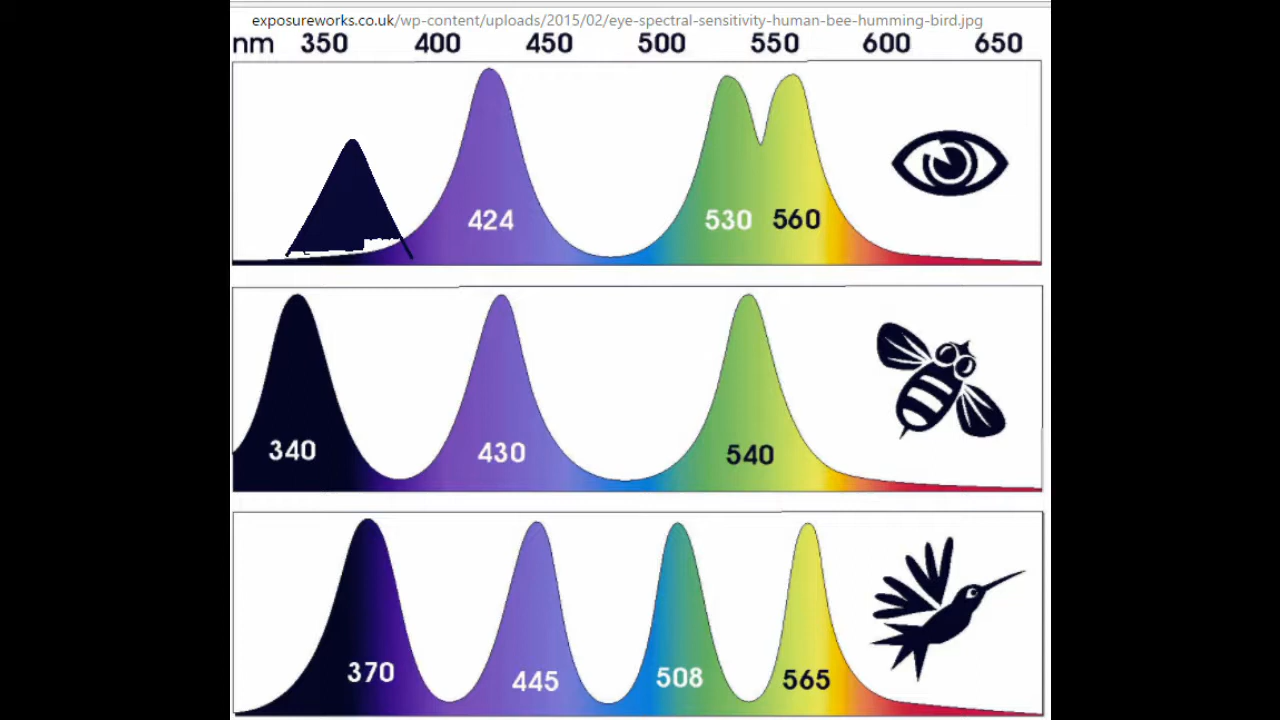 exposureworks.co.uk/wp-content/uploads/2015/02/eye-spectral-sensitivity-human-bee-humming-bird.jpg
nm 350 400 450 500 550 600 650
424 530 560
340 430 540
370 445 508 565